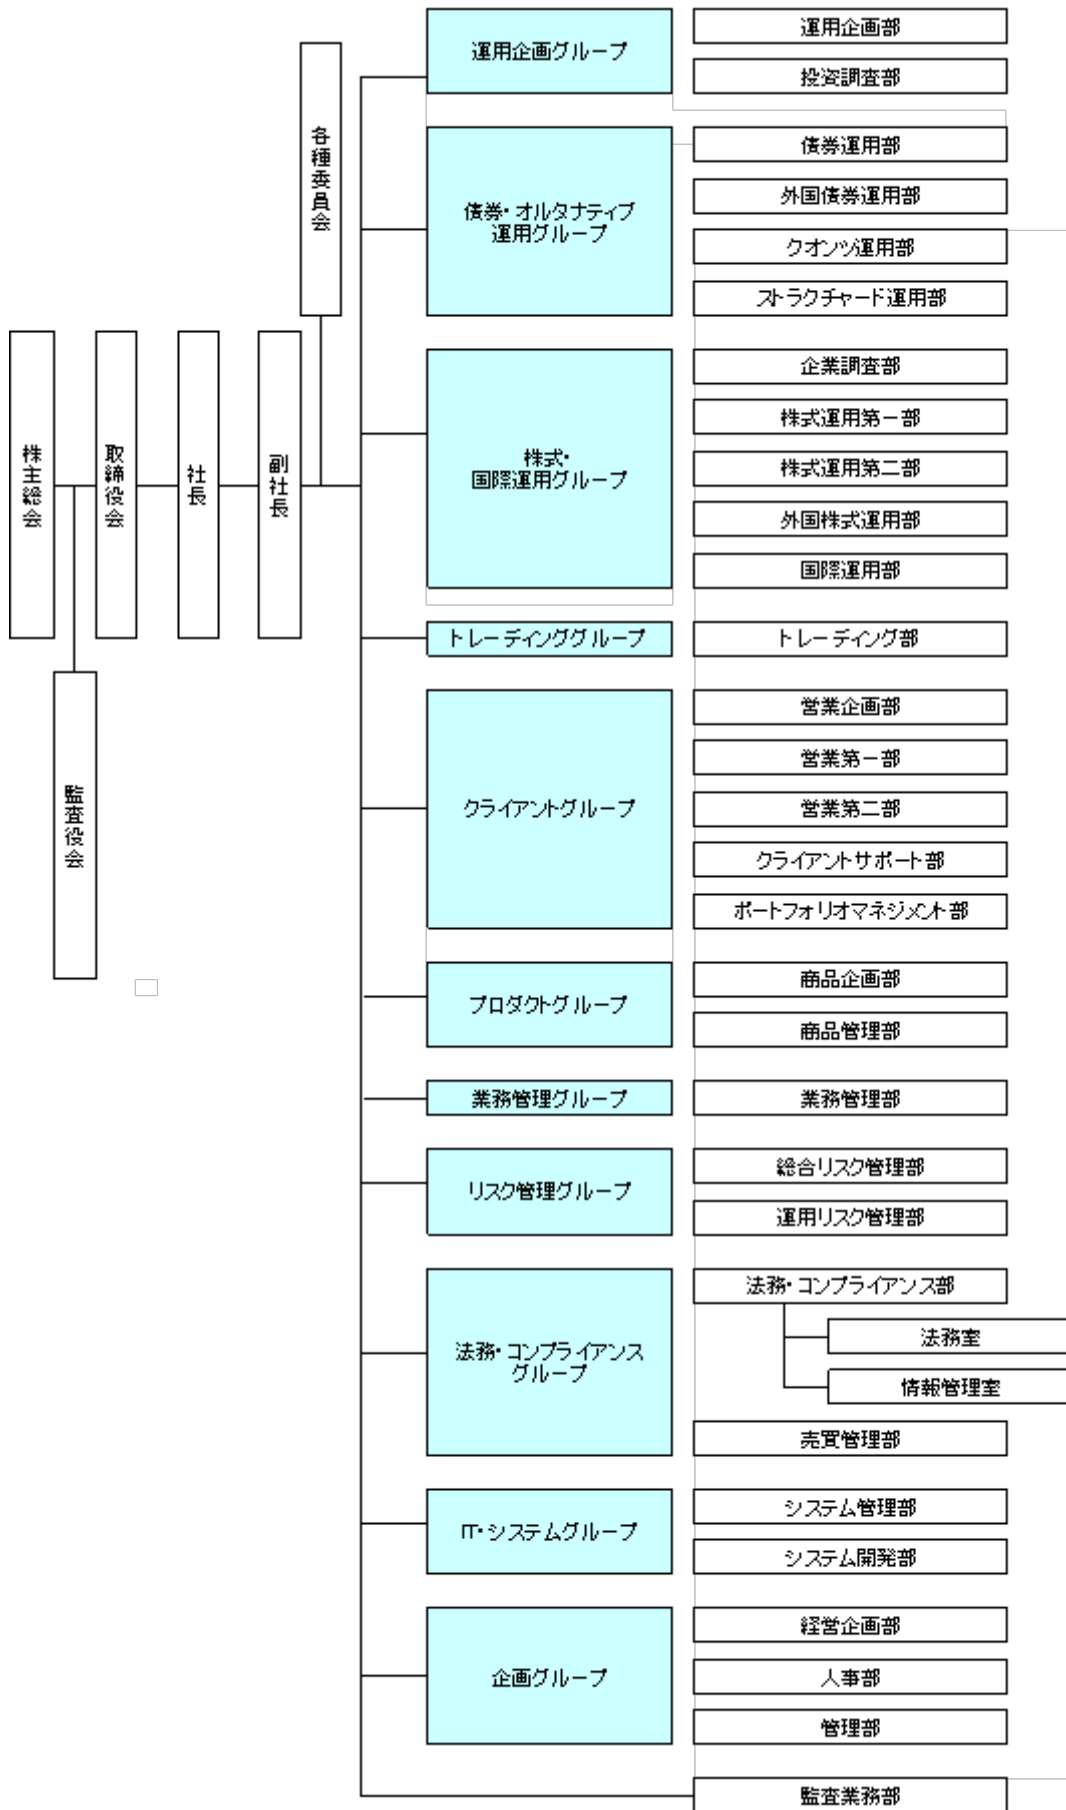 株主総会
監査役会
取締役会
社長
副社長
各種委員会
運用企画グループ
運用企画部
投資調査部
債券・オルタナティブ
運用グループ
債券運用部
外国債券運用部
クオンツ運用部
ストラクチャード運用部
株式・
国際運用グループ
企業調査部
株式運用第一部
株式運用第二部
外国株式運用部
国際運用部
トレーディンググループ
トレーディング部
クライアントグループ
営業企画部
営業第一部
営業第二部
クライアントサポート部
ポートフォリオマネジメント部
プロダクトグループ
商品企画部
商品管理部
業務管理グループ
業務管理部
リスク管理グループ
総合リスク管理部
運用リスク管理部
法務・コンプライアンス
グループ
法務・コンプライアンス部
法務室
情報管理室
売買管理部
IT・システムグループ
システム管理部
システム開発部
企画グループ
経営企画部
人事部
管理部
監査業務部